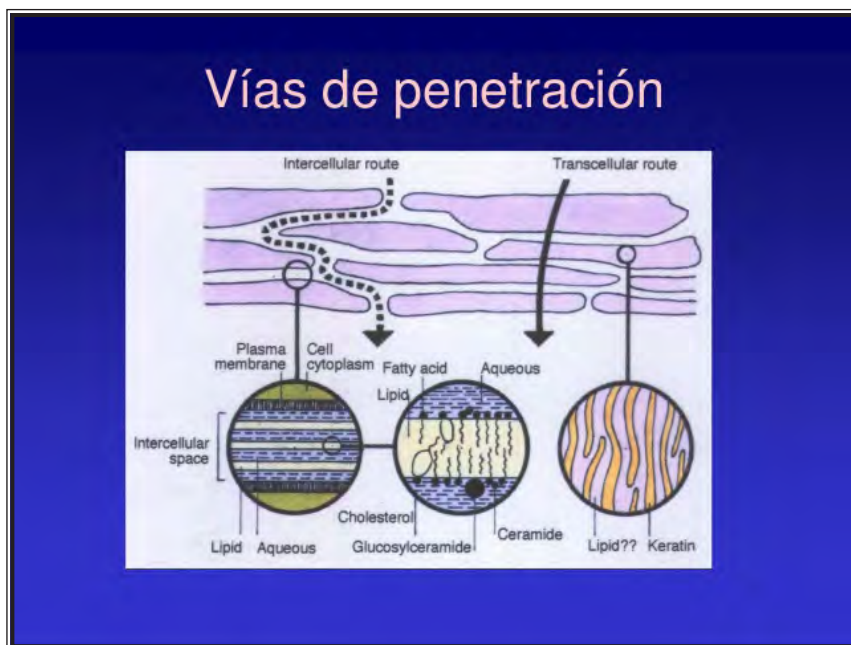 Vías de penetración
Intercellular route
Transcellular route
Plasma
membrane
Cell
cytoplasm
Fatty acid
Aqueous
Lipid
Intercellular
space
Lipid
Aqueous
Cholesterol
Glucosylceramide
Ceramide
Lipid??
Keratin